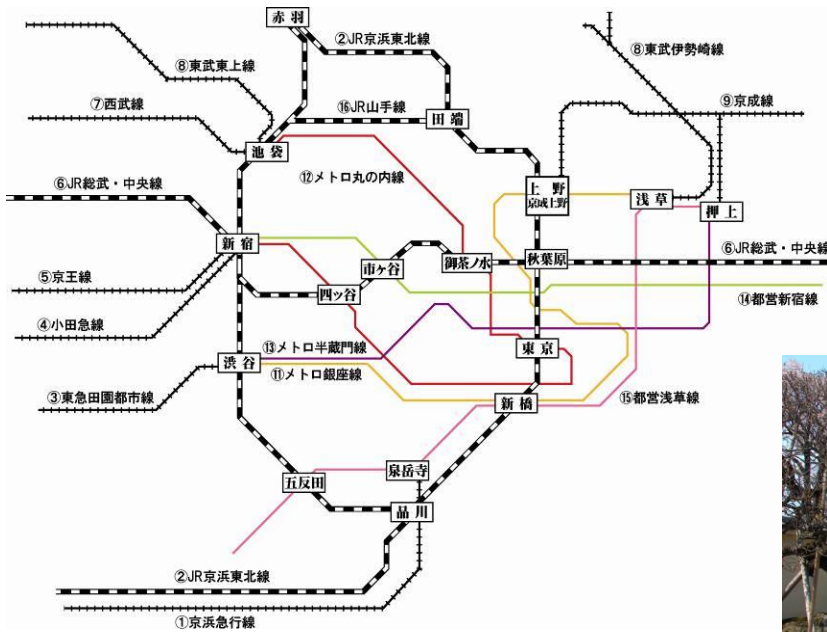 赤羽
②JR京浜東北線
⑧東武伊勢崎線
⑧東武東上線
⑦西武線
⑯JR山手線
田端
⑨京成線
池袋
⑫メトロ丸の内線
上野
京成上野
浅草
押上
⑥JR総武・中央線
新宿
市ヶ谷
御茶ノ水
秋葉原
⑥JR総武・中央線
⑤京王線
四ッ谷
⑭都営新宿線
④小田急線
⑬メトロ半蔵門線
東京
渋谷
⑪メトロ銀座線
③東急田園都市線
新橋
⑮都営浅草線
泉岳寺
五反田
品川
②JR京浜東北線
①京浜急行線